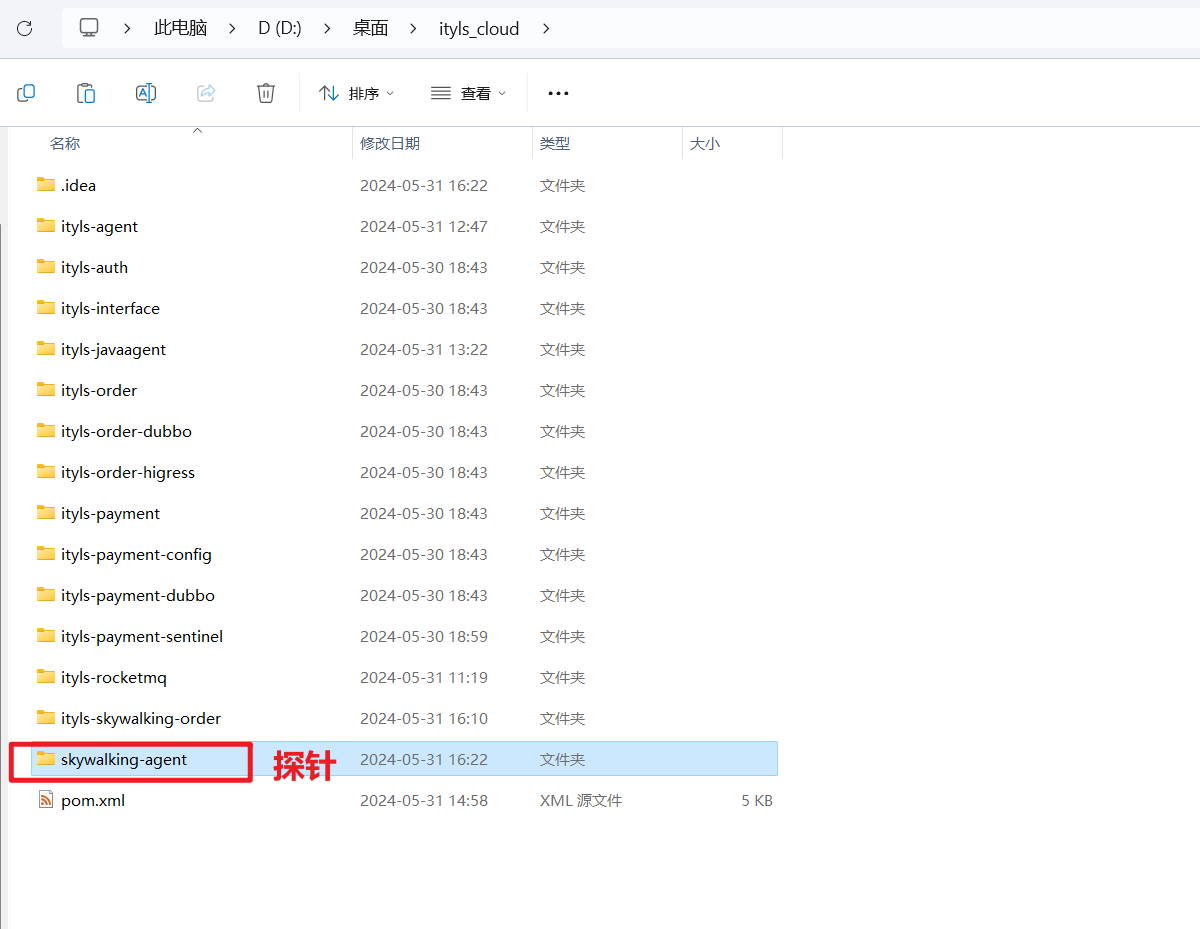 此电脑 D (D:) 桌面 ityls_cloud
排序 查看
名称 修改日期 类型 大小
.idea 2024-05-31 16:22 文件夹
ityls-agent 2024-05-31 12:47 文件夹
ityls-auth 2024-05-30 18:43 文件夹
ityls-interface 2024-05-30 18:43 文件夹
ityls-javaagent 2024-05-31 13:22 文件夹
ityls-order 2024-05-30 18:43 文件夹
ityls-order-dubbo 2024-05-30 18:43 文件夹
ityls-order-higress 2024-05-30 18:43 文件夹
ityls-payment 2024-05-30 18:43 文件夹
ityls-payment-config 2024-05-30 18:43 文件夹
ityls-payment-dubbo 2024-05-30 18:43 文件夹
ityls-payment-sentinel 2024-05-30 18:59 文件夹
ityls-rocketmq 2024-05-31 11:19 文件夹
ityls-skywalking-order 2024-05-31 16:10 文件夹
skywalking-agent 探针 2024-05-31 16:22 文件夹
pom.xml 2024-05-31 14:58 XML 源文件 5 KB